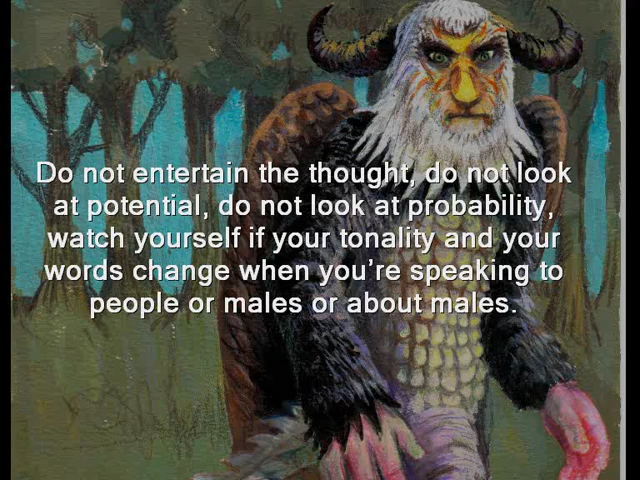 Do not entertain the thought, do not look
at potential, do not look at probability,
watch yourself if your tonality and your
words change when you’re speaking to
people or males or about males.